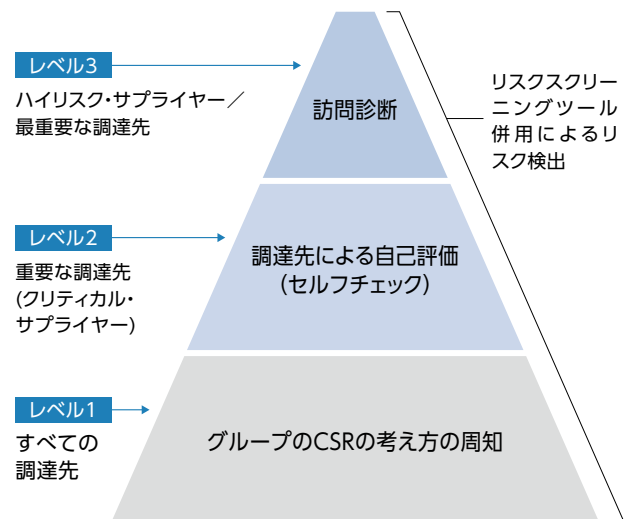 レベル3
ハイリスク・サプライヤー／
最重要な調達先
訪問診断
リスクスクリー
ニングツール
併用によるリ
スク検出
レベル2
重要な調達先
(クリティカル・
サプライヤー)
調達先による自己評価
(セルフチェック)
レベル1
すべての
調達先
グループのCSRの考え方の周知